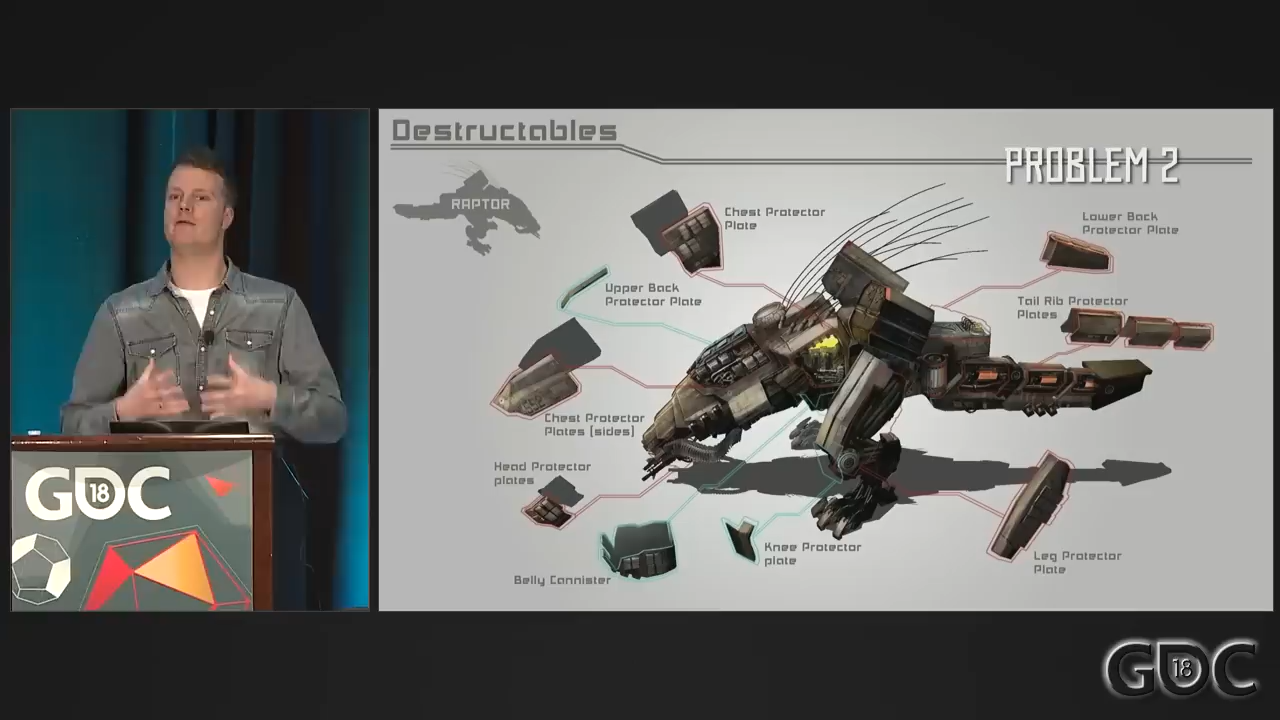 Destructables
PROBLEM 2
RAPTOR
Chest Protector
Plate
Lower Back
Protector Plate
Upper Back
Protector Plate
Tail Rib Protector
Plates
Chest Protector
Plates (sides)
Head Protector
plates
Belly Cannister
Knee Protector
plate
Leg Protector
Plate
GDC
18
GDC
18